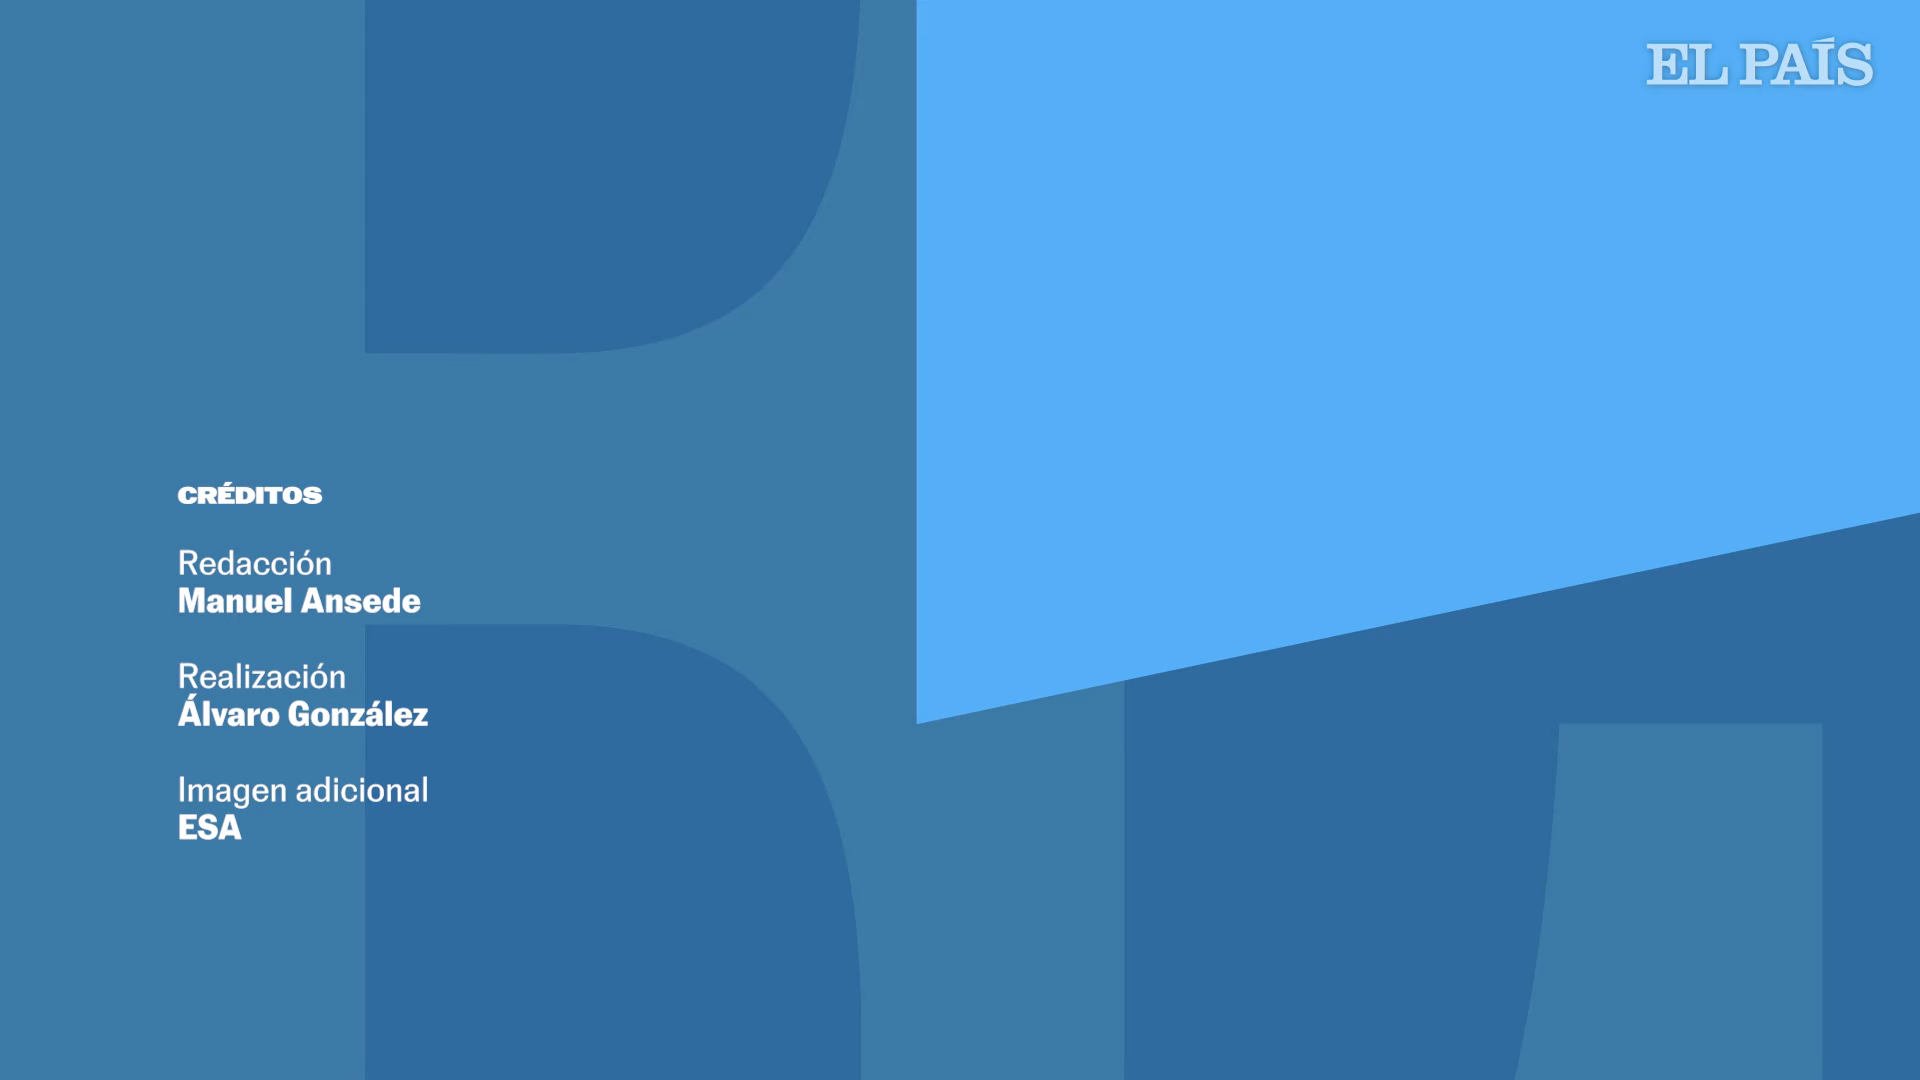 EL PAÍS
CRÉDITOS
Redacción
Manuel Ansede
Realización
Álvaro González
Imagen adicional
ESA